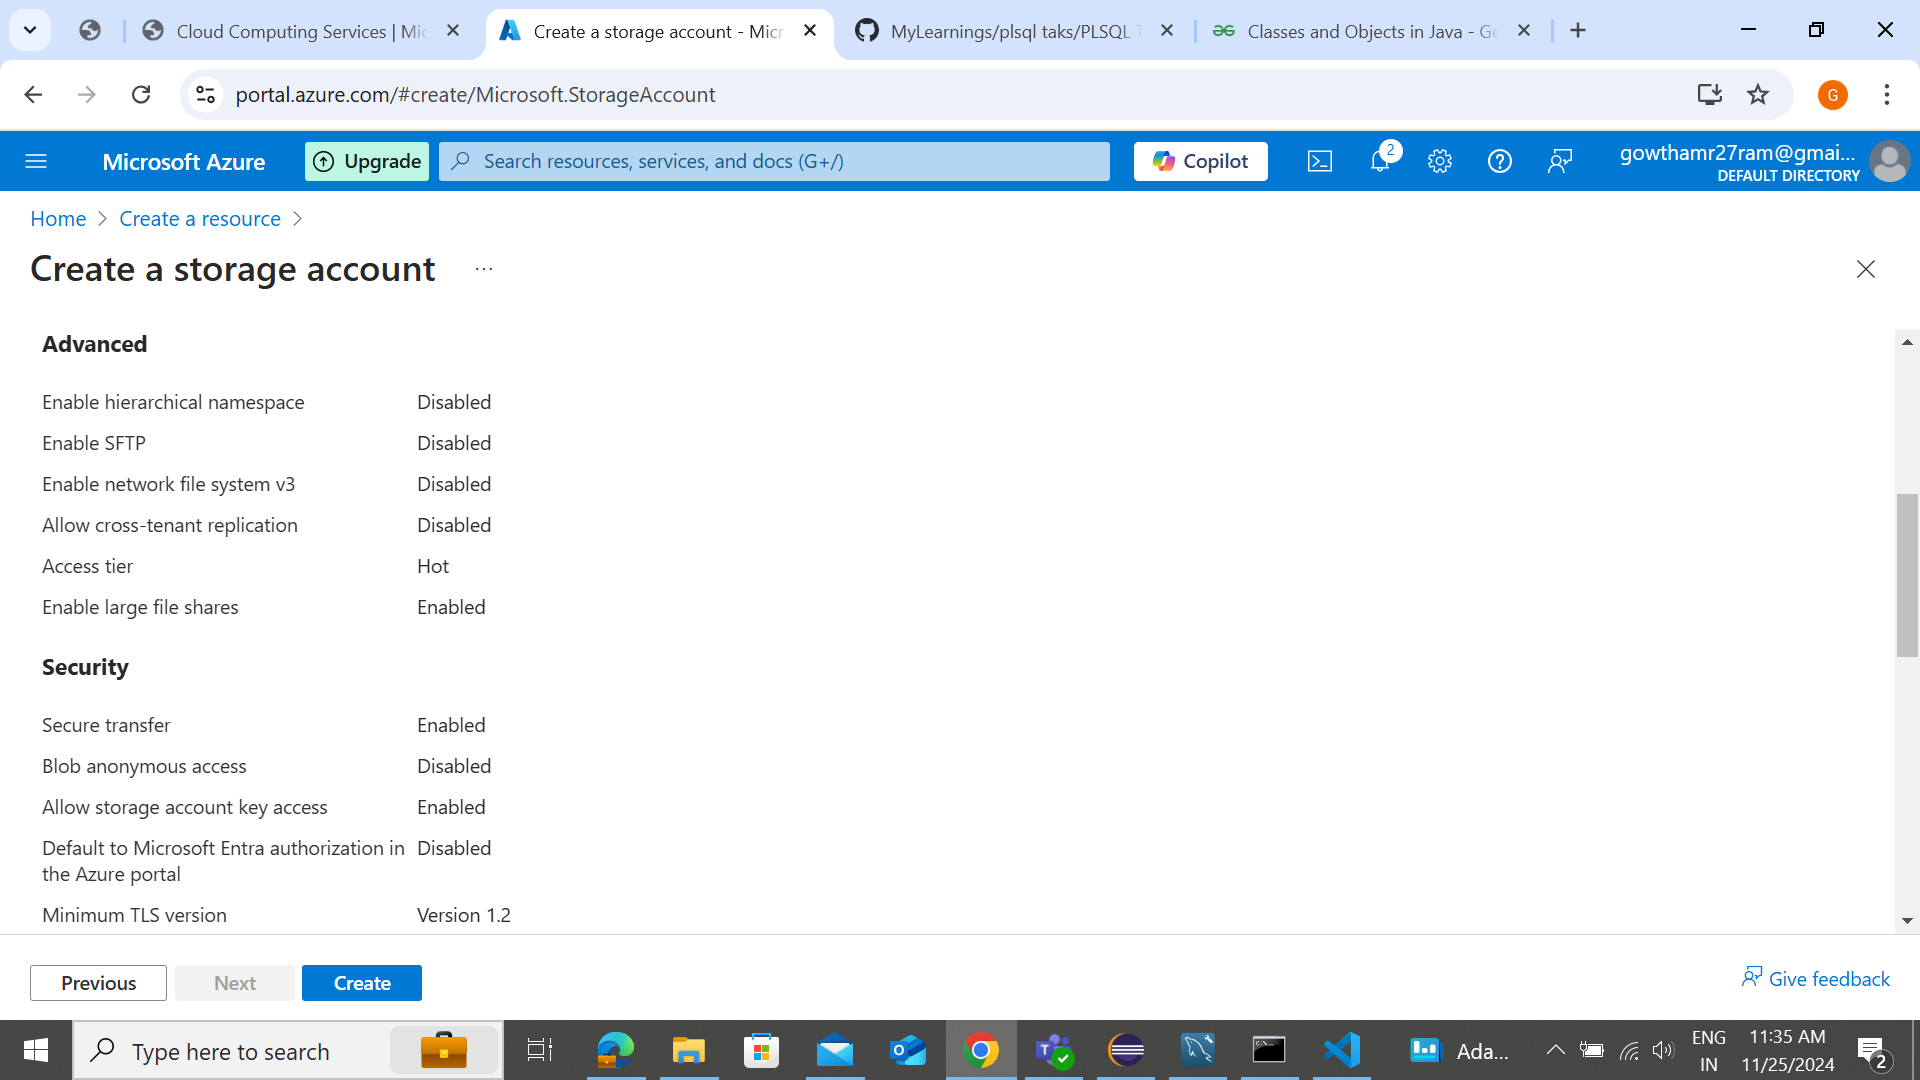 Cloud Computing Services | Mic
Create a storage account - Micr
MyLearnings/plsql taks/PLSQL T
Classes and Objects in Java - Ge
portal.azure.com/#create/Microsoft.StorageAccount
G
Microsoft Azure
Upgrade
Search resources, services, and docs (G+/)
Copilot
2
gowthamr27ram@gmai...
DEFAULT DIRECTORY
Home
Create a resource
Create a storage account
...
Advanced
Enable hierarchical namespace Disabled
Enable SFTP Disabled
Enable network file system v3 Disabled
Allow cross-tenant replication Disabled
Access tier Hot
Enable large file shares Enabled
Security
Secure transfer Enabled
Blob anonymous access Disabled
Allow storage account key access Enabled
Default to Microsoft Entra authorization in Disabled
the Azure portal
Minimum TLS version Version 1.2
Previous
Next
Create
Give feedback
Type here to search
Ada...
ENG
IN
11:35 AM
11/25/2024
2